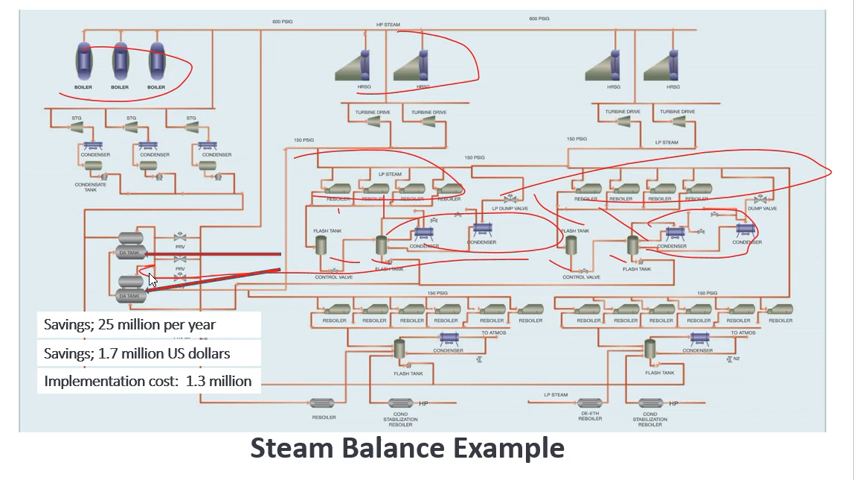 600 PSIG
HP STEAM
600 PSIG
BOILER
BOILER
BOILER
HRSG
HRSG
HRSG
HRSG
STG
STG
STG
TURBINE DRIVE
TURBINE DRIVE
TURBINE DRIVE
TURBINE DRIVE
CONDENSER
CONDENSER
CONDENSER
CONDENSATE
TANK
150 PSIG
150 PSIG
150 PSIG
LP STEAM
LP STEAM
REBOILER
REBOILER
REBOILER
REBOILER
REBOILER
REBOILER
REBOILER
REBOILER
LP DUMP VALVE
DUMP VALVE
FLASH TANK
CONDENSER
CONDENSER
FLASH TANK
CONDENSER
CONDENSER
PRV
DA TANK
PRV
DA TANK
CONTROL VALVE
FLASH TANK
CONTROL VALVE
FLASH TANK
150 PSIG
150 PSIG
REBOILER
REBOILER
REBOILER
REBOILER
REBOILER
REBOILER
REBOILER
REBOILER
REBOILER
REBOILER
REBOILER
REBOILER
TO ATMOS
TO ATMOS
CONDENSER
CONDENSER
N2
FLASH TANK
FLASH TANK
Savings; 25 million per year
Savings; 1.7 million US dollars
Implementation cost: 1.3 million
LP STEAM
HP
HP
REBOILER
COND
STABILIZATION
REBOILER
DE-ETH
REBOILER
COND
STABILIZATION
REBOILER
Steam Balance Example